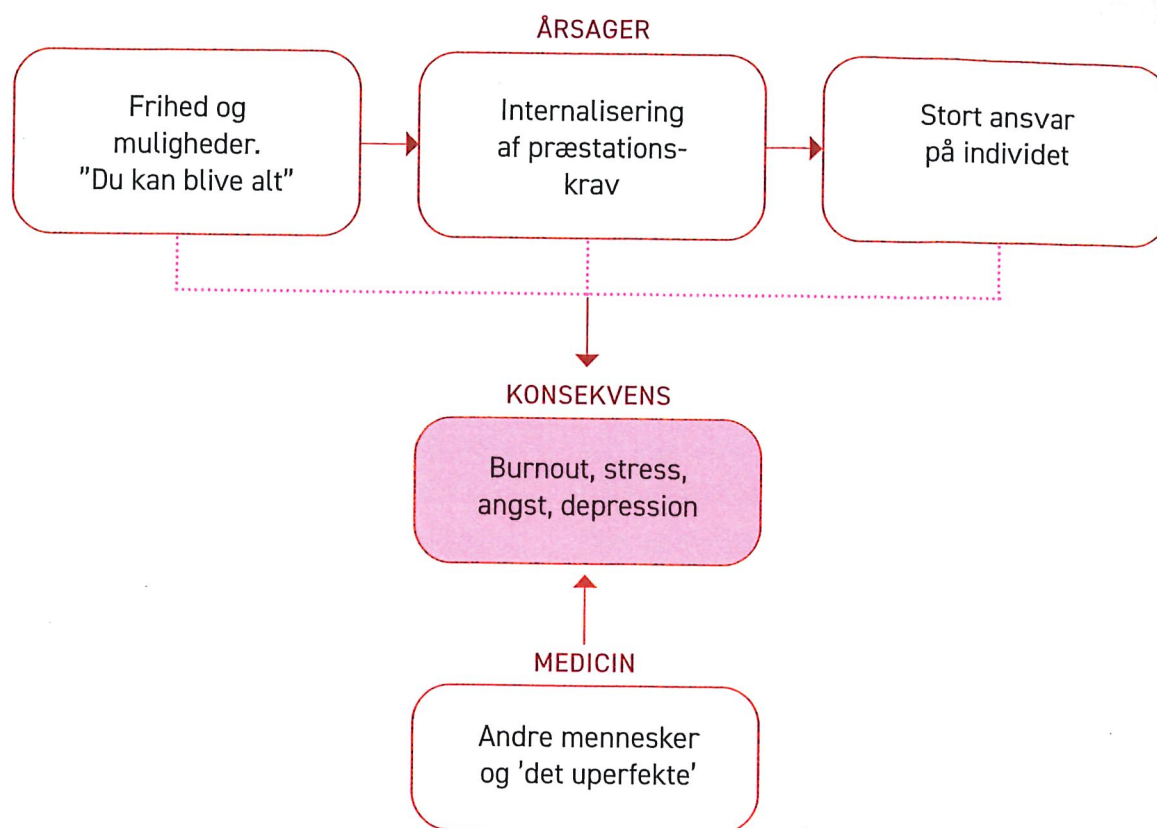 ÅRSAGER
Frihed og
muligheder.
"Du kan blive alt"
Internalisering
af præstations-
krav
Stort ansvar
på individet
KONSEKVENS
Burnout, stress,
angst, depression
MEDICIN
Andre mennesker
og 'det uperfekte'